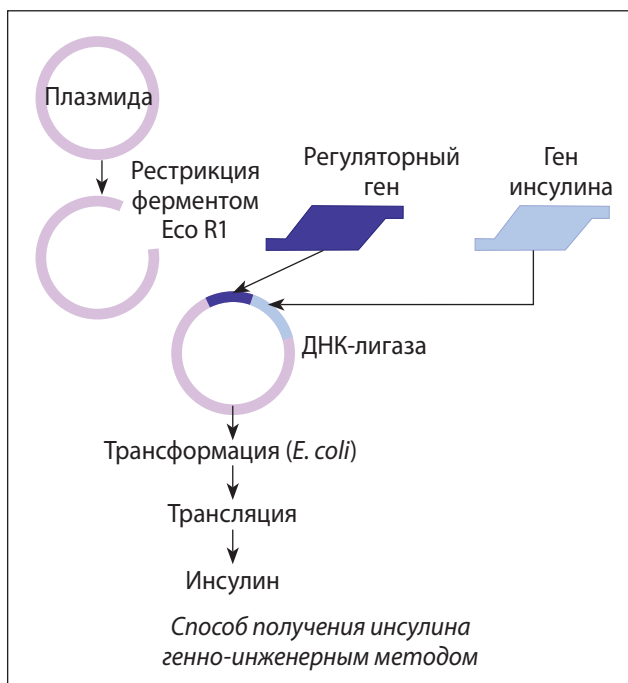 Плазмида
Рестрикция
ферментом
Eco R1
Регуляторный
ген
Ген
инсулина
ДНК-лигаза
Трансформация (E. coli)
Трансляция
Инсулин
Способ получения инсулина
генно-инженерным методом